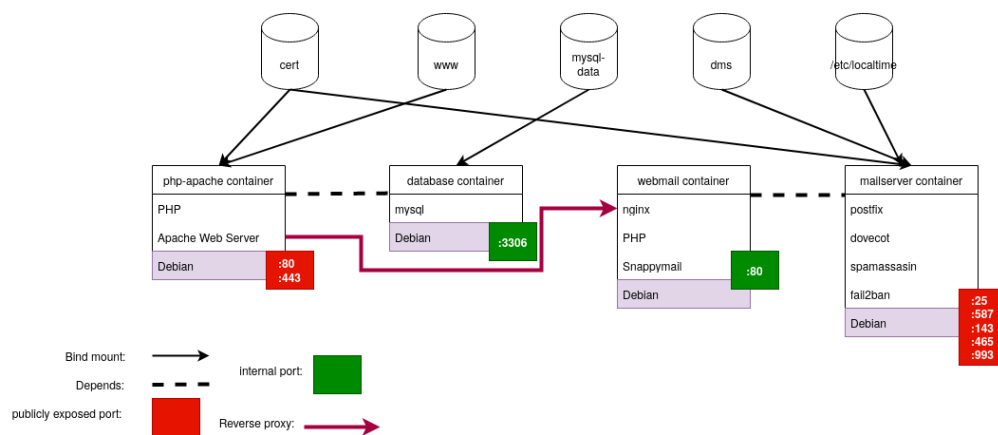 cert
www
mysql-
data
dms
/etc/localtime
php-apache container
PHP
Apache Web Server
Debian
:80
:443
database container
mysql
Debian
:3306
webmail container
nginx
PHP
Snappymail
Debian
:80
mailserver container
postfix
dovecot
spamassasin
fail2ban
Debian
:25
:587
:143
:465
:993
Bind mount:
Depends:
publicly exposed port:
internal port:
Reverse proxy: